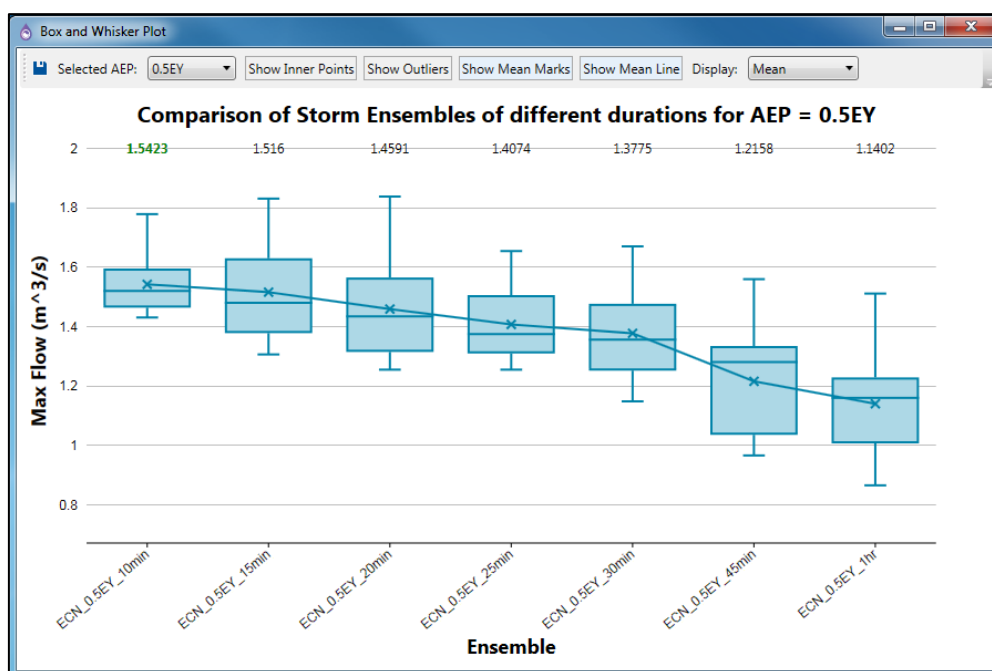 Box and Whisker Plot
Selected AEP: 0.5EY Show Inner Points Show Outliers Show Mean Marks Show Mean Line Display: Mean
Comparison of Storm Ensembles of different durations for AEP = 0.5EY
2 1.5423 1.516 1.4591 1.4074 1.3775 1.2158 1.1402
1.8
1.6
1.4
1.2
1
0.8
Max Flow (m^3/s)
ECN_0.5EY_10min ECN_0.5EY_15min ECN_0.5EY_20min ECN_0.5EY_25min ECN_0.5EY_30min ECN_0.5EY_45min ECN_0.5EY_1hr
Ensemble